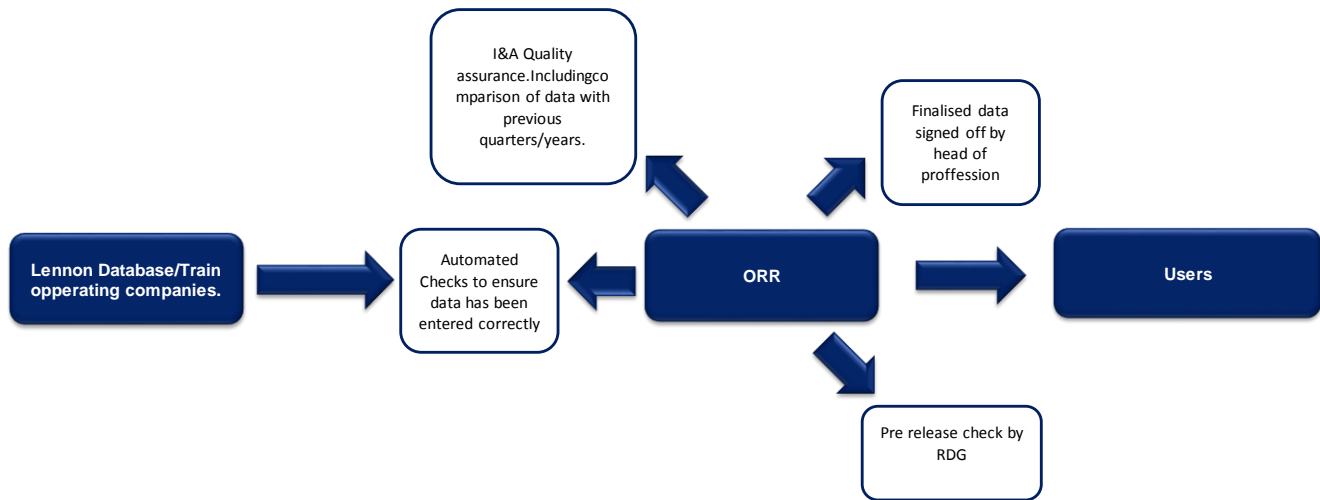 I&A Quality
assurance.Includingco
mparison of data with
previous
quarters/years.
Finalised data
signed off by
head of
proffession
Lennon Database/Train
opperating companies.
Automated
Checks to ensure
data has been
entered correctly
ORR
Users
Pre release check by
RDG